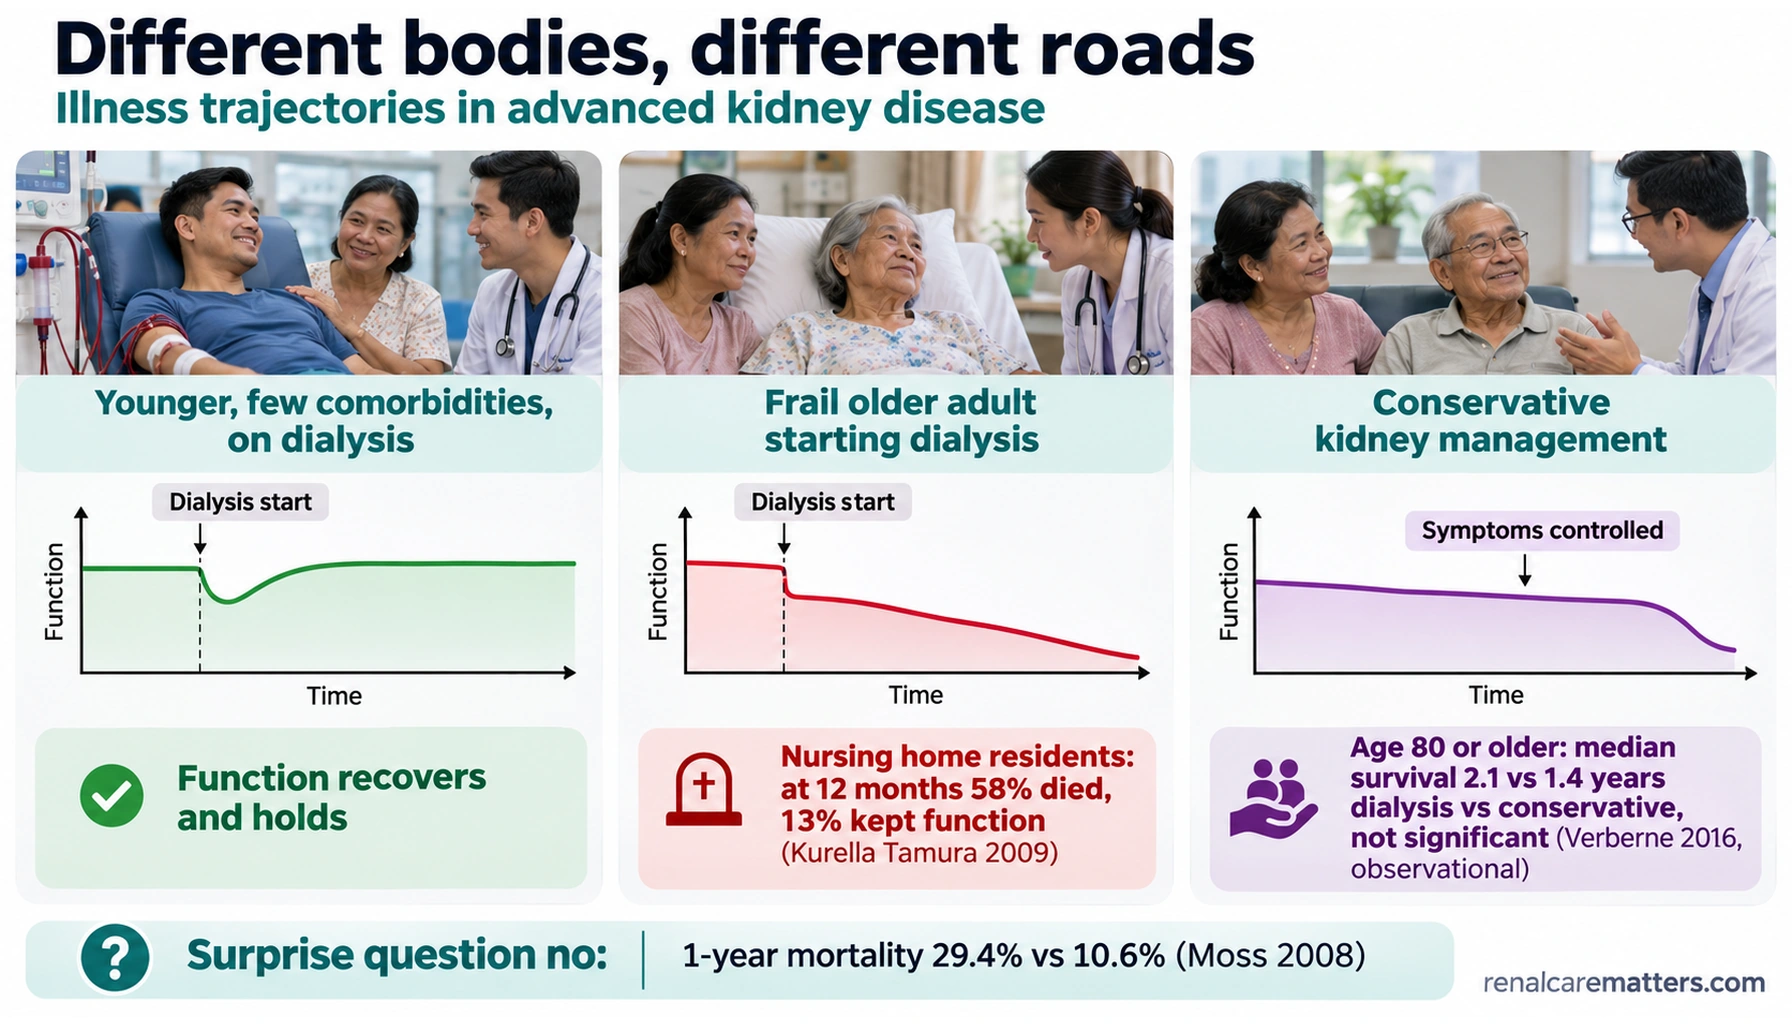 Different bodies, different roads
Illness trajectories in advanced kidney disease
Younger, few comorbidities,
on dialysis
Dialysis start
Function
Time
Function recovers
and holds
Frail older adult
starting dialysis
Dialysis start
Function
Time
Nursing home residents:
at 12 months 58% died,
13% kept function
(Kurella Tamura 2009)
Conservative
kidney management
Symptoms controlled
Function
Time
Age 80 or older: median
survival 2.1 vs 1.4 years
dialysis vs conservative,
not significant (Verberne 2016,
observational)
?
Surprise question no:
1-year mortality 29.4% vs 10.6% (Moss 2008)
renalcarematters.com